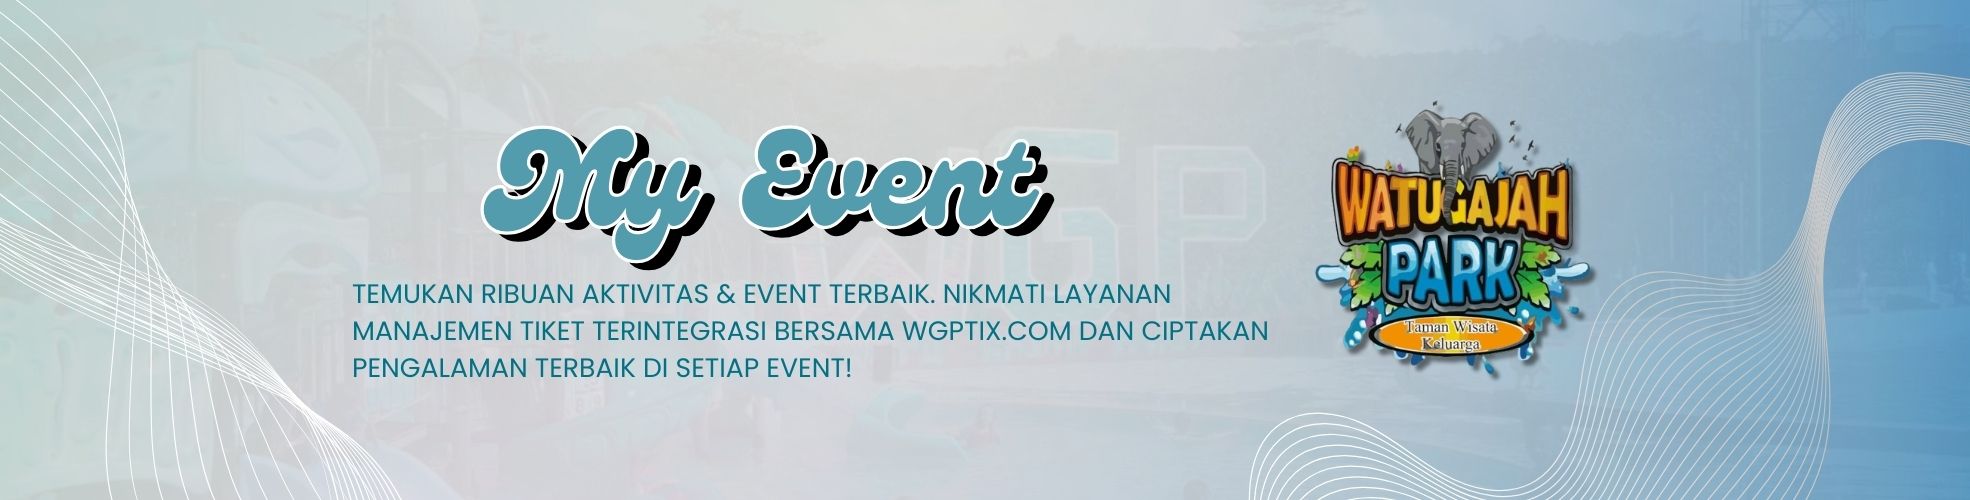 My Event
TEMUKAN RIBUAN AKTIVITAS & EVENT TERBAIK. NIKMATI LAYANAN
MANAJEMEN TIKET TERINTEGRASI BERSAMA WGPTIX.COM DAN CIPTAKAN
PENGALAMAN TERBAIK DI SETIAP EVENT!
WGP
WATUGAJAH
PARK
Taman Wisata
Keluarga